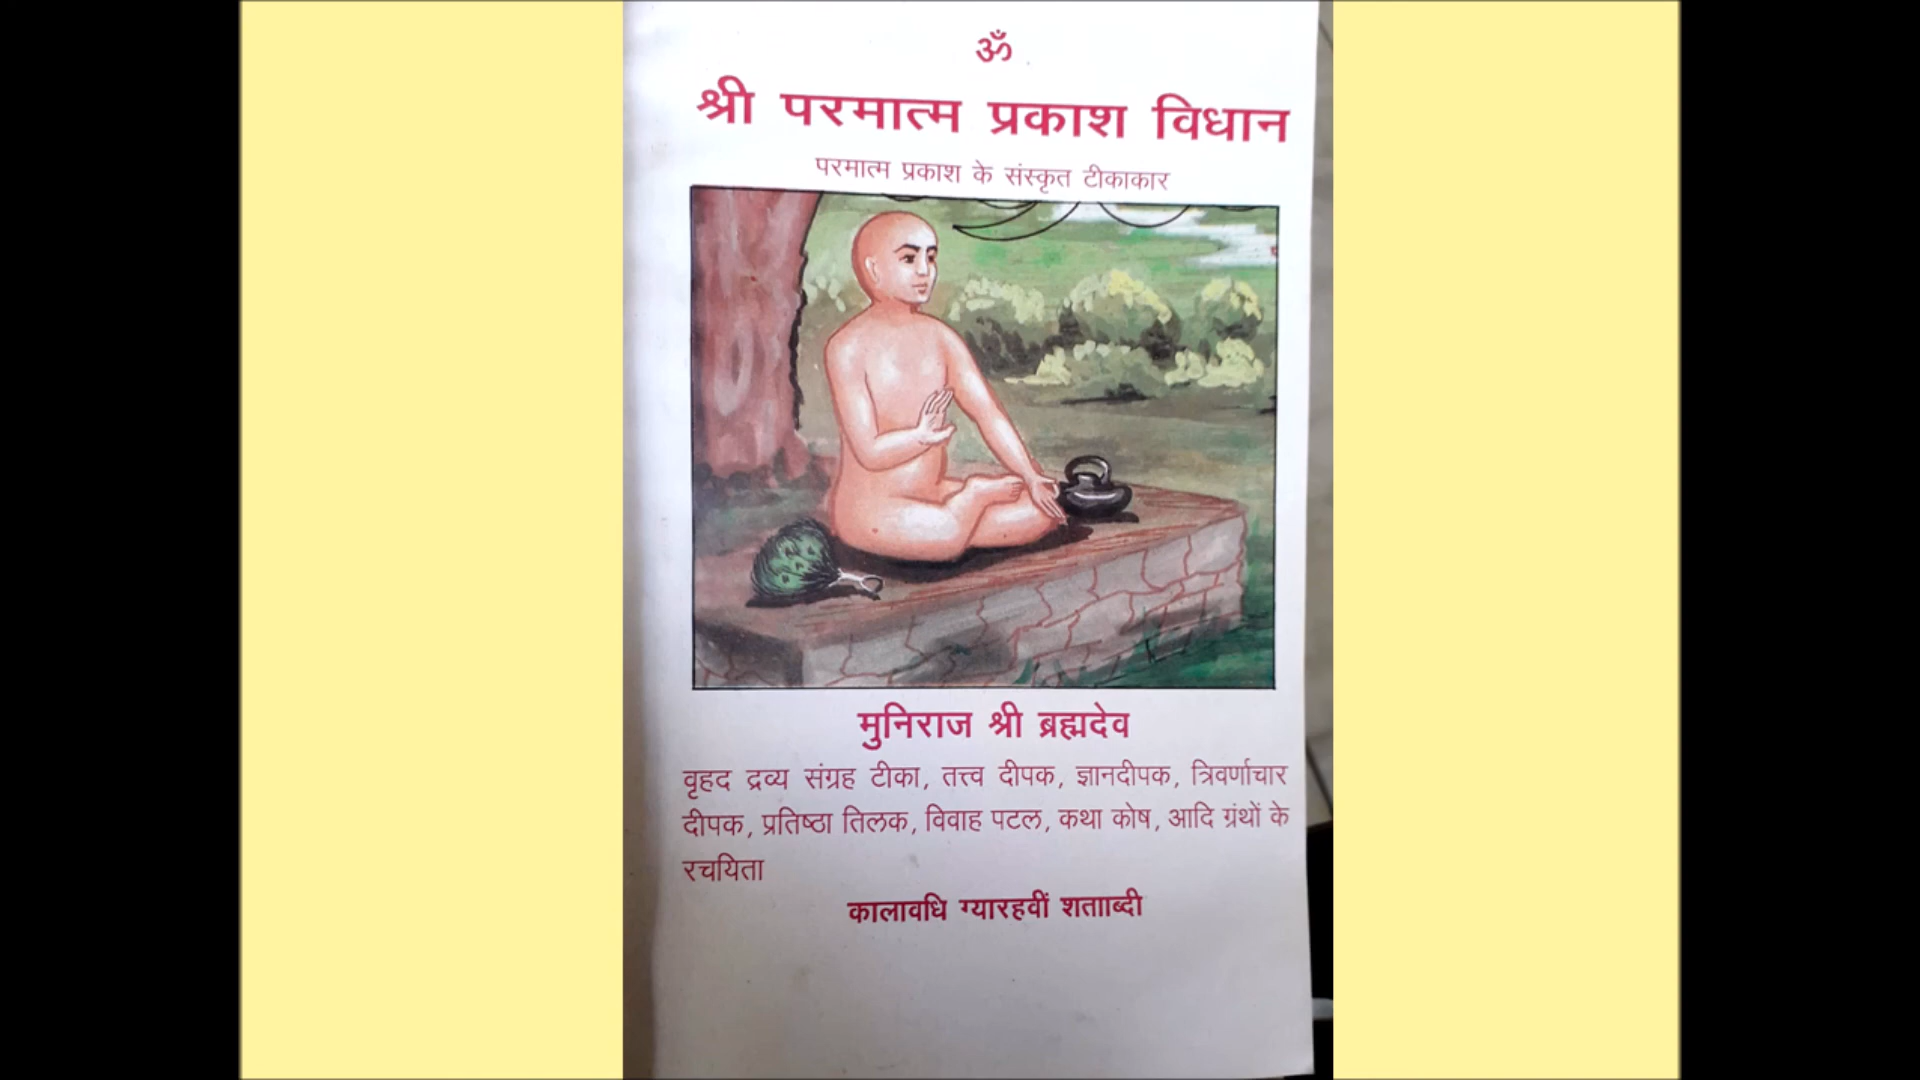 ॐ
श्री परमात्म प्रकाश विधान
परमात्म प्रकाश के संस्कृत टीकाकार
मुनिराज श्री ब्रह्मदेव
वृहद द्रव्य संग्रह टीका, तत्त्व दीपक, ज्ञानदीपक, त्रिवर्णाचार
दीपक, प्रतिष्ठा तिलक, विवाह पटल, कथा कोष, आदि ग्रंथों के
रचयिता
कालावधि ग्यारहवीं शतााब्दी